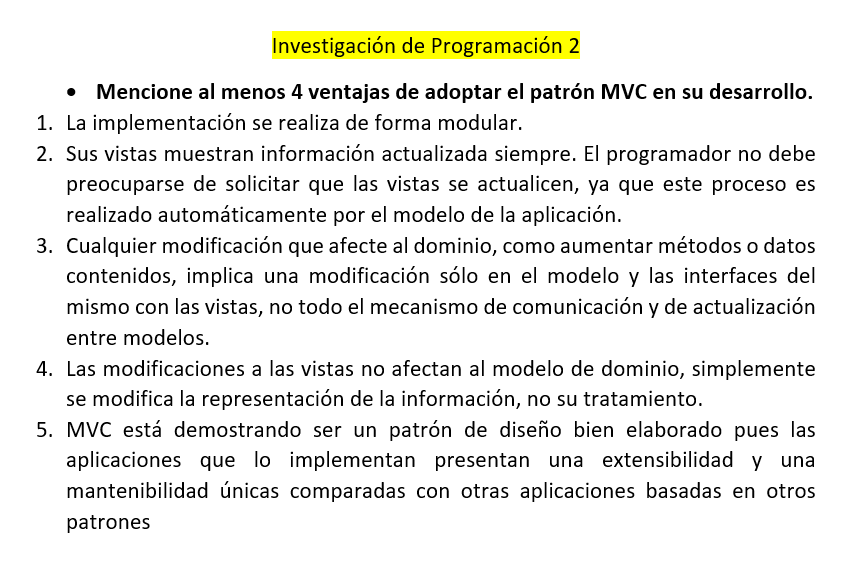 Investigación de Programación 2
• Mencione al menos 4 ventajas de adoptar el patrón MVC en su desarrollo.
1. La implementación se realiza de forma modular.
2. Sus vistas muestran información actualizada siempre. El programador no debe
preocuparse de solicitar que las vistas se actualicen, ya que este proceso es
realizado automáticamente por el modelo de la aplicación.
3. Cualquier modificación que afecte al dominio, como aumentar métodos o datos
contenidos, implica una modificación sólo en el modelo y las interfaces del
mismo con las vistas, no todo el mecanismo de comunicación y de actualización
entre modelos.
4. Las modificaciones a las vistas no afectan al modelo de dominio, simplemente
se modifica la representación de la información, no su tratamiento.
5. MVC está demostrando ser un patrón de diseño bien elaborado pues las
aplicaciones que lo implementan presentan una extensibilidad y una
mantenibilidad únicas comparadas con otras aplicaciones basadas en otros
patrones